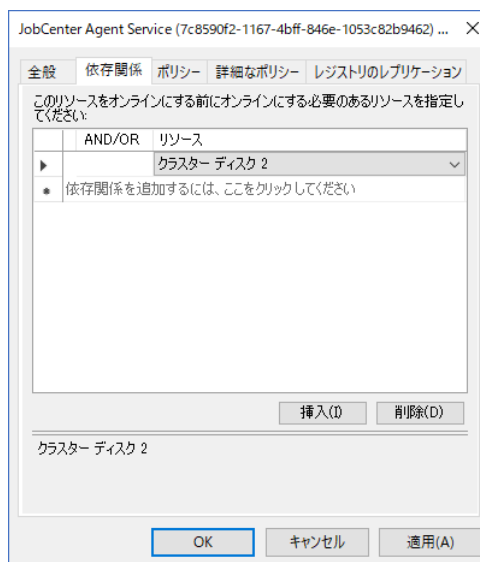 JobCenter Agent Service (7c8590f2-1167-4bff-846e-1053c82b9462) ...
全般 依存関係 ポリシー 詳細なポリシー レジストリのレプリケーション
このリソースをオンラインにする前にオンラインにする必要のあるリソースを指定し
てください:
AND/OR リソース
クラスター ディスク 2
依存関係を追加するには、ここをクリックしてください
挿入(I) 削除(D)
クラスター ディスク 2
OK キャンセル 適用(A)